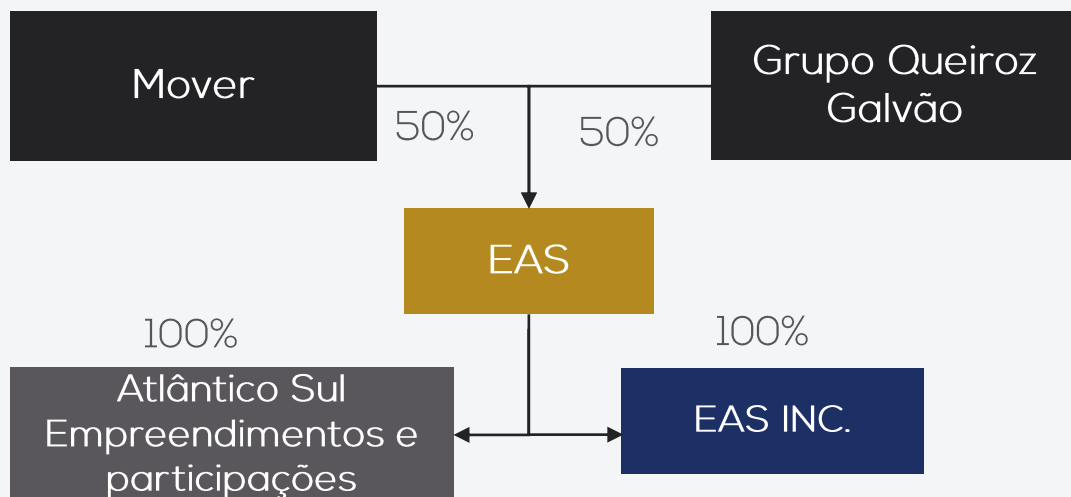 Mover
Grupo Queiroz
Galvão
50%
50%
EAS
100%
100%
Atlântico Sul
Empreendimentos e
participações
EAS INC.